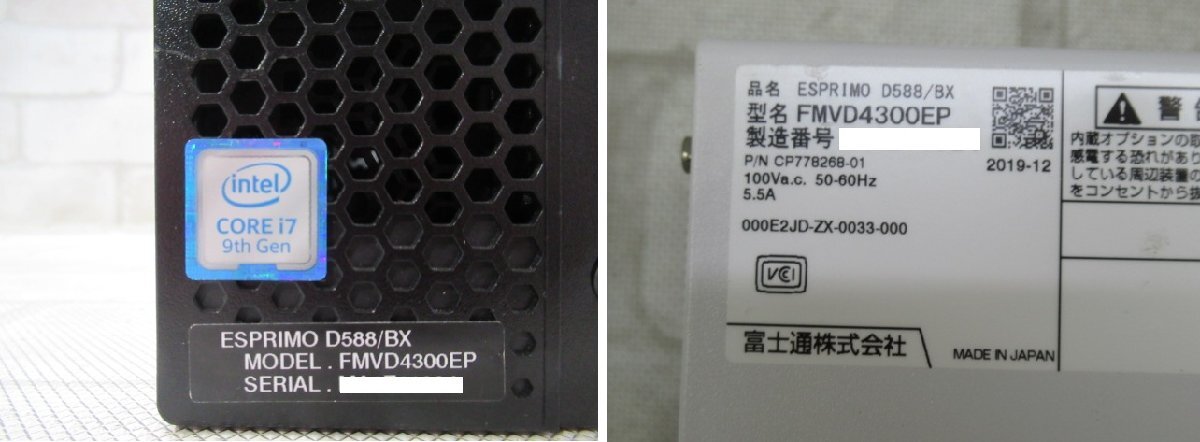 intel
CORE i7
9th Gen
ESPRIMO D588/BX
MODEL . FMVD4300EP
SERIAL .
品名 ESPRIMO D588/BX
型名 FMVD4300EP
製造番号
P/N CP778268-01
2019-12
100Va.c. 50-60Hz
5.5A
000E2JD-ZX-0033-000
VCI
富士通株式会社
MADE IN JAPAN
警
内蔵オプションの取
感電する恐れがあ
している周辺装置の
をコンセントから抜